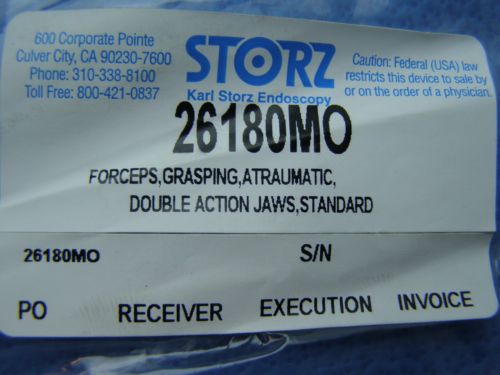 600 Corporate Pointe
Culver City, CA 90230-7600
Phone: 310-338-8100
Toll Free: 800-421-0837
STORZ
Karl Storz Endoscopy
Caution: Federal (USA) law
restricts this device to sale by
or on the order of a physician.
26180MO
FORCEPS,GRASPING,ATRAUMATIC,
DOUBLE ACTION JAWS,STANDARD
26180MO S/N
PO RECEIVER EXECUTION INVOICE